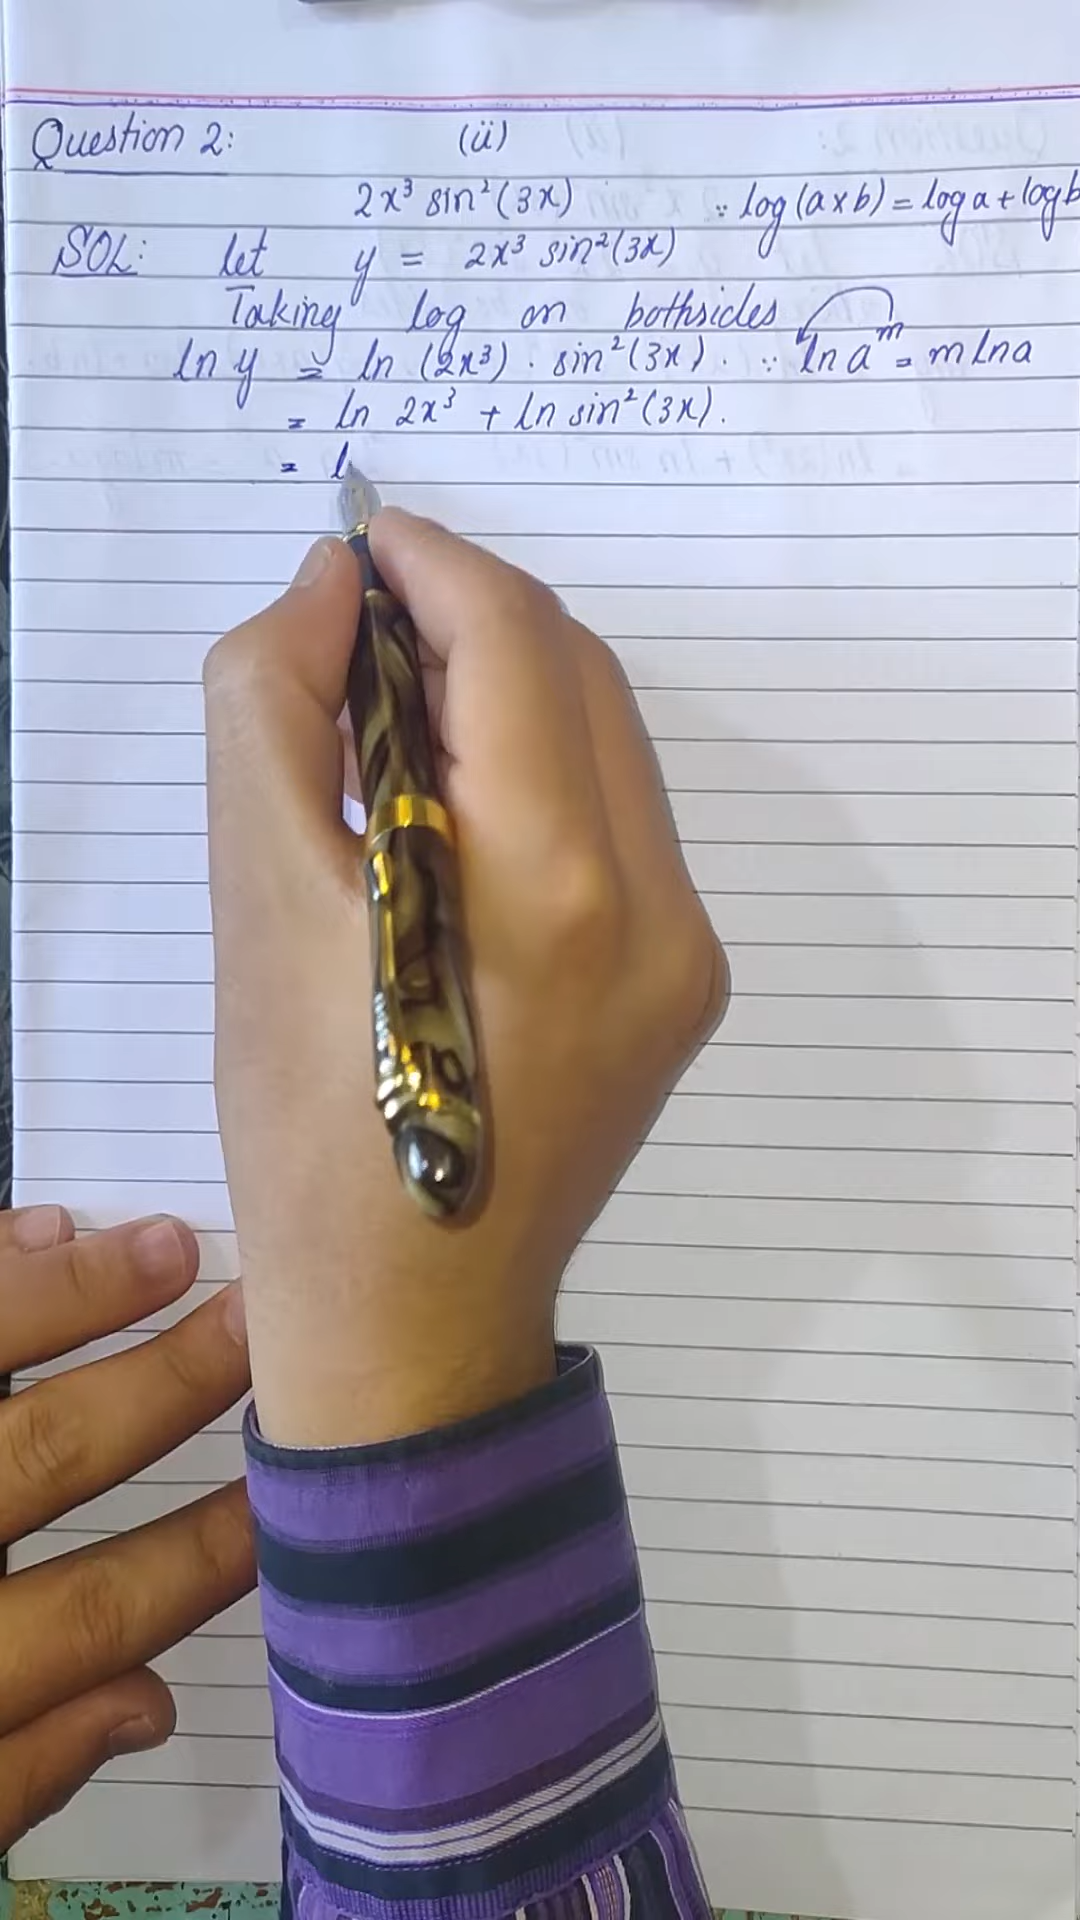 Question 2: (ii)
2x³ sin²(3x) ∵ log(a×b) = log a + log b
SOL: let y = 2x³ sin²(3x)
Taking log on bothsides
ln y = ln (2x³) · sin²(3x). ∵ ln aᵐ = m ln a
= ln 2x³ + ln sin²(3x).
= l